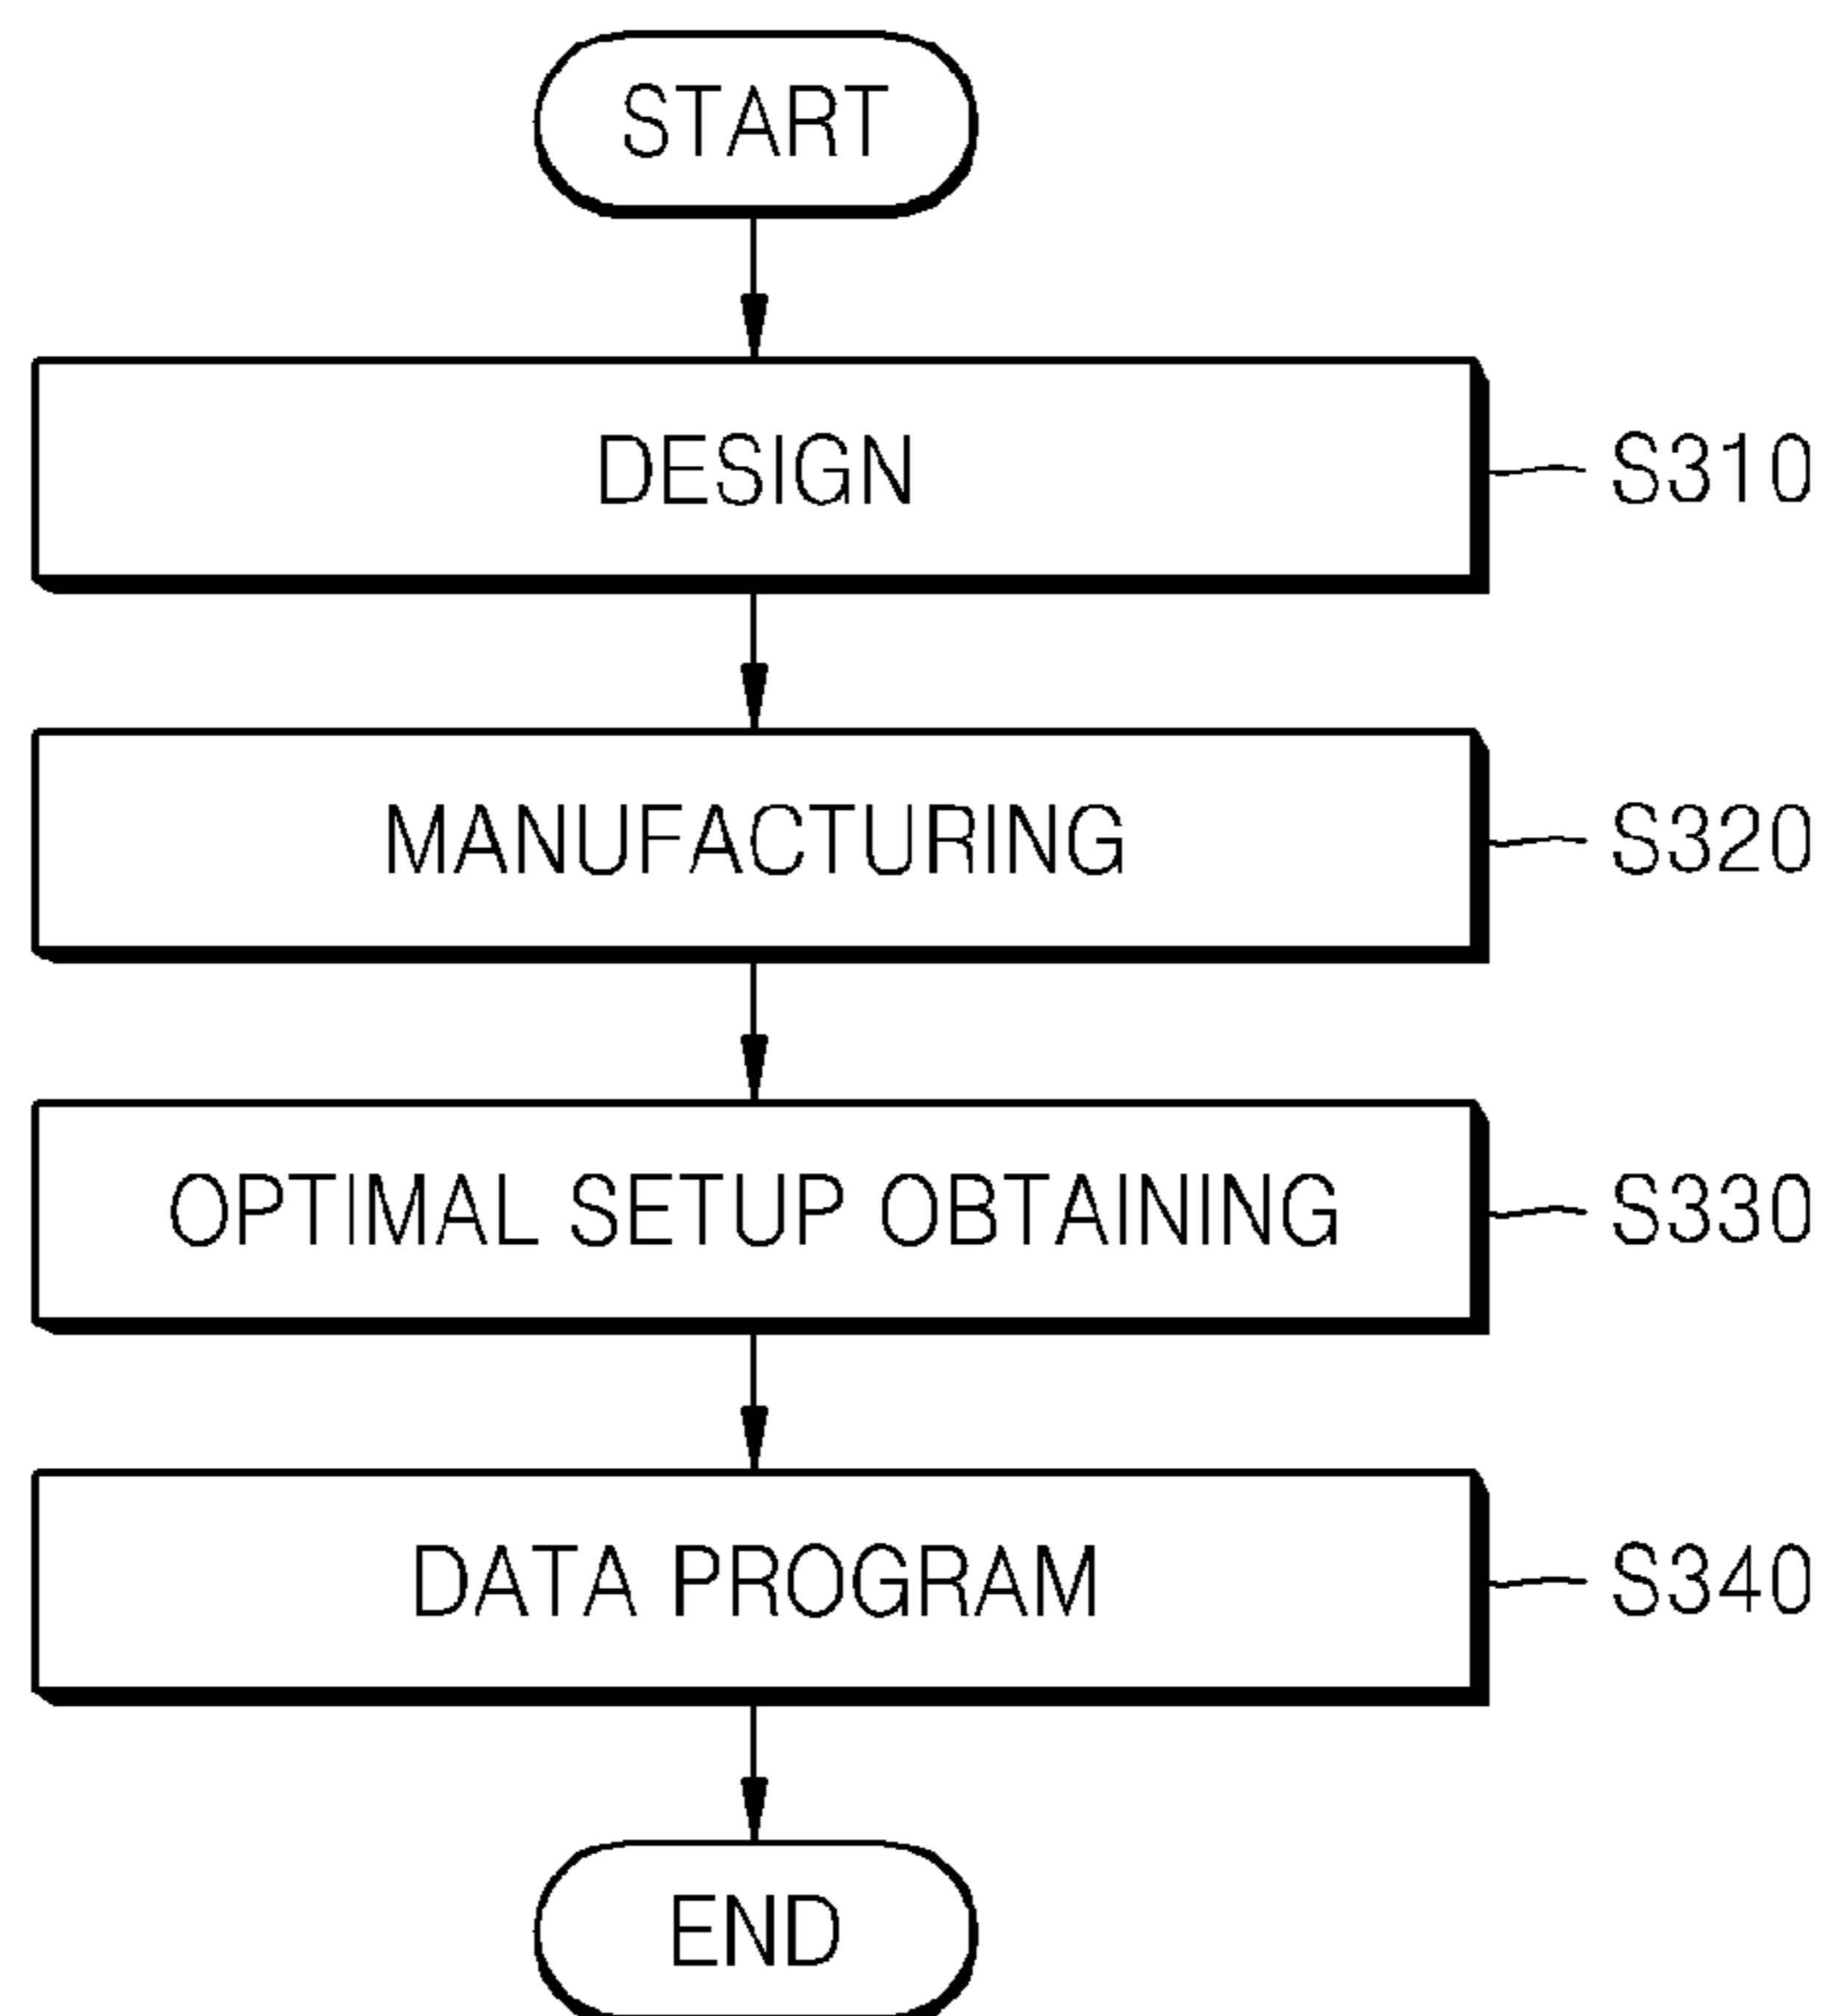 START
DESIGN
S310
MANUFACTURING
S320
OPTIMAL SETUP OBTAINING
S330
DATA PROGRAM
S340
END